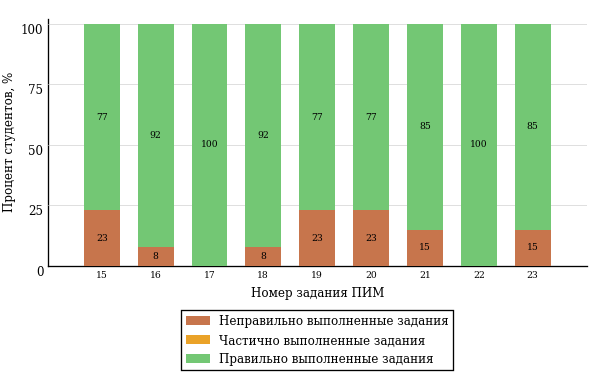 Процент студентов, %
100
75
50
25
0
77 92 100 92 77 77 85 100 85
23 8 8 23 23 15 15
15 16 17 18 19 20 21 22 23
Номер задания ПИМ
Неправильно выполненные задания
Частично выполненные задания
Правильно выполненные задания